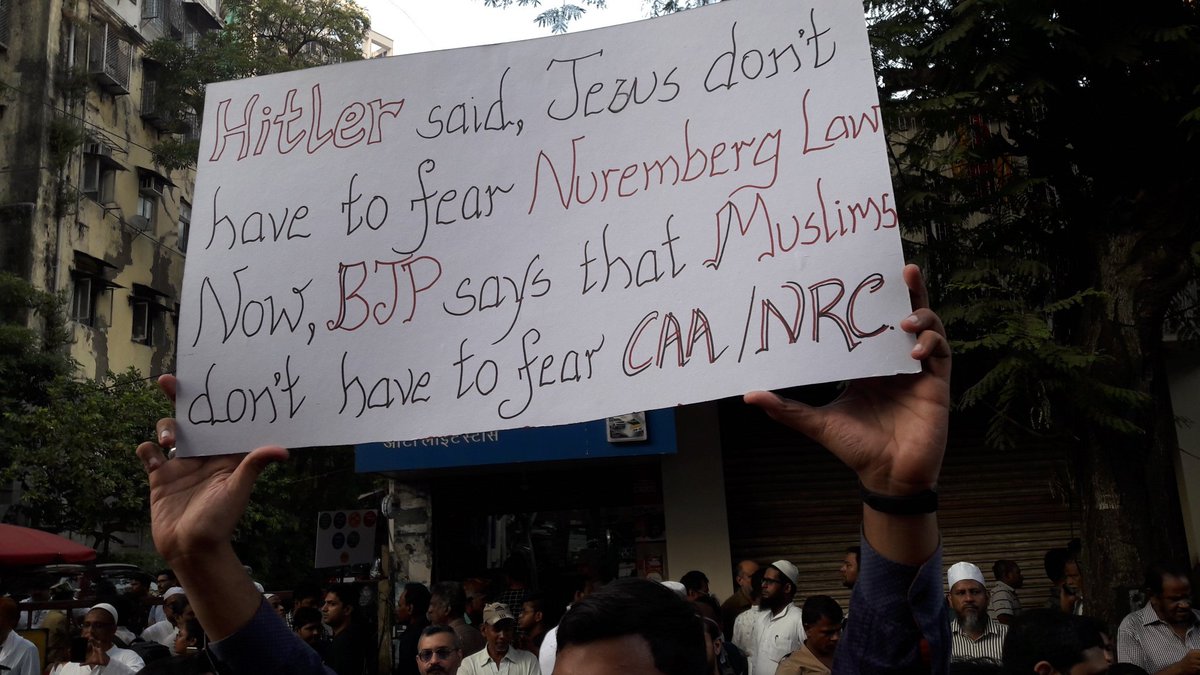 Hitler said, Jezus don't
have to fear Nuremberg Law
Now, BJP says that Muslims
don't have to fear CAA/NRC.